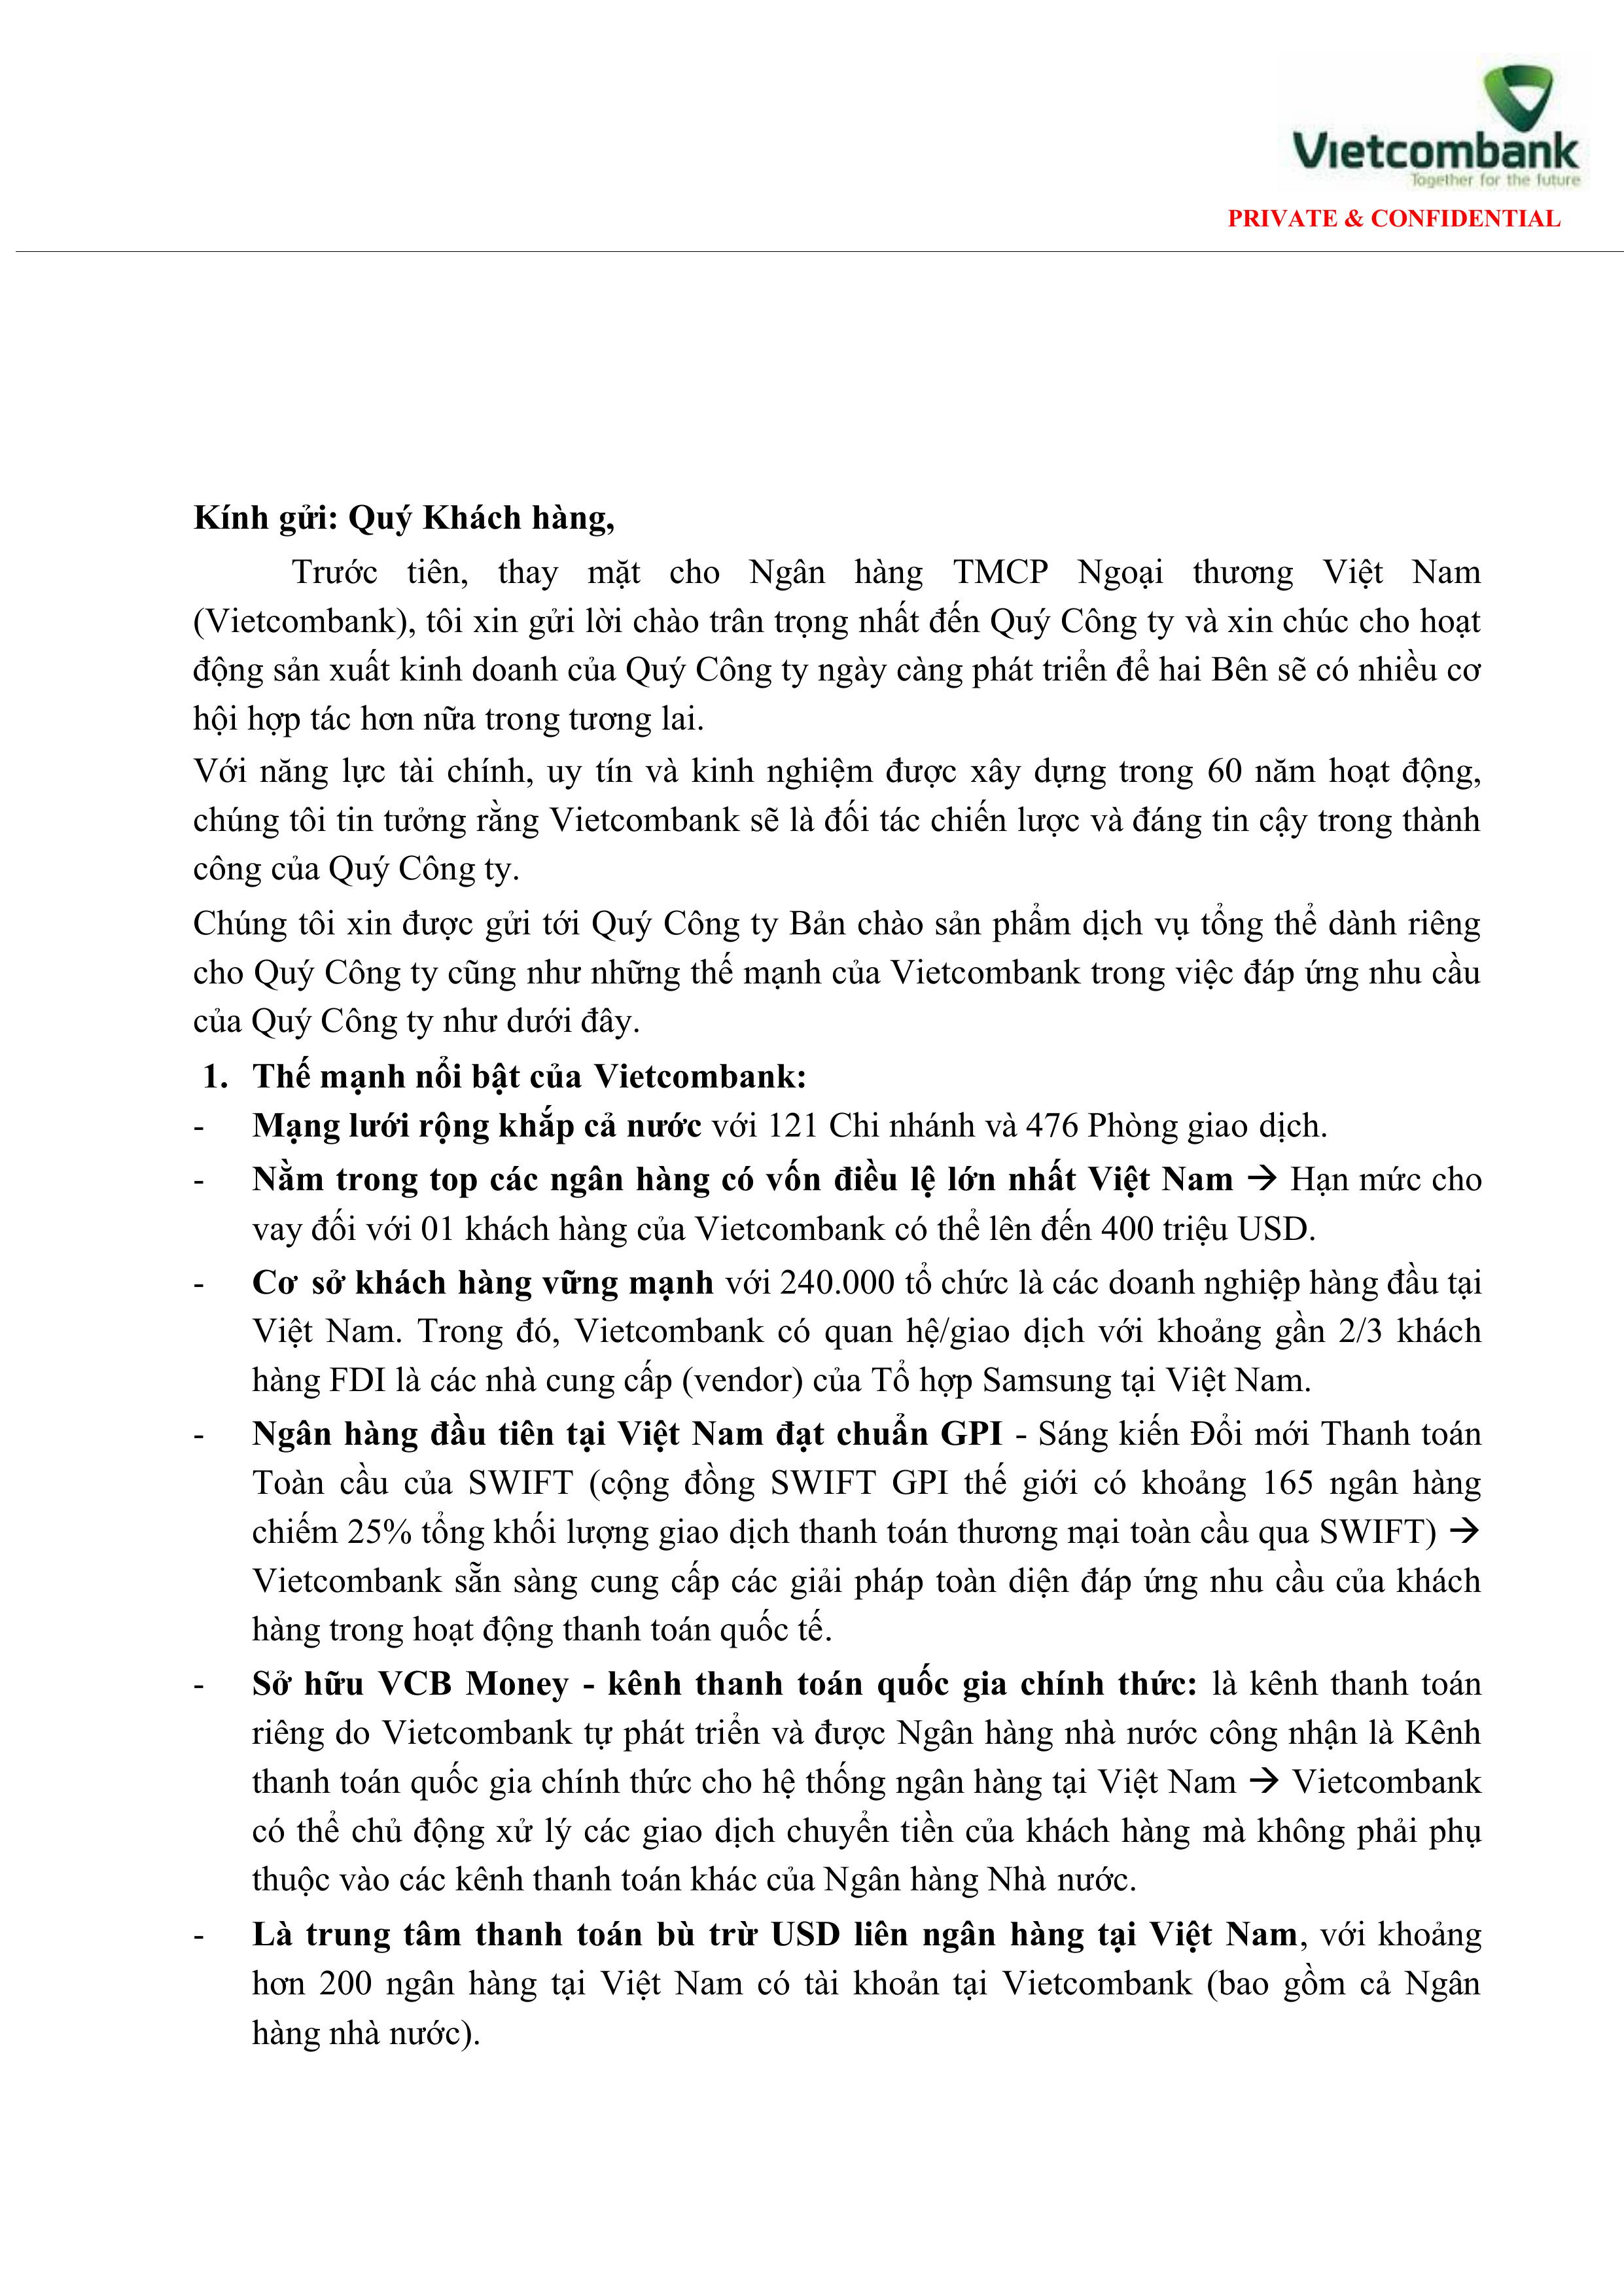 Vietcombank
Together for the future
PRIVATE & CONFIDENTIAL
Kính gửi: Quý Khách hàng,
Trước tiên, thay mặt cho Ngân hàng TMCP Ngoại thương Việt Nam
(Vietcombank), tôi xin gửi lời chào trân trọng nhất đến Quý Công ty và xin chúc cho hoạt
động sản xuất kinh doanh của Quý Công ty ngày càng phát triển để hai Bên sẽ có nhiều cơ
hội hợp tác hơn nữa trong tương lai.
Với năng lực tài chính, uy tín và kinh nghiệm được xây dựng trong 60 năm hoạt động,
chúng tôi tin tưởng rằng Vietcombank sẽ là đối tác chiến lược và đáng tin cậy trong thành
công của Quý Công ty.
Chúng tôi xin được gửi tới Quý Công ty Bản chào sản phẩm dịch vụ tổng thể dành riêng
cho Quý Công ty cũng như những thế mạnh của Vietcombank trong việc đáp ứng nhu cầu
của Quý Công ty như dưới đây.
1. Thế mạnh nổi bật của Vietcombank:
- Mạng lưới rộng khắp cả nước với 121 Chi nhánh và 476 Phòng giao dịch.
- Nằm trong top các ngân hàng có vốn điều lệ lớn nhất Việt Nam → Hạn mức cho
vay đối với 01 khách hàng của Vietcombank có thể lên đến 400 triệu USD.
- Cơ sở khách hàng vững mạnh với 240.000 tổ chức là các doanh nghiệp hàng đầu tại
Việt Nam. Trong đó, Vietcombank có quan hệ/giao dịch với khoảng gần 2/3 khách
hàng FDI là các nhà cung cấp (vendor) của Tổ hợp Samsung tại Việt Nam.
- Ngân hàng đầu tiên tại Việt Nam đạt chuẩn GPI - Sáng kiến Đổi mới Thanh toán
Toàn cầu của SWIFT (cộng đồng SWIFT GPI thế giới có khoảng 165 ngân hàng
chiếm 25% tổng khối lượng giao dịch thanh toán thương mại toàn cầu qua SWIFT) →
Vietcombank sẵn sàng cung cấp các giải pháp toàn diện đáp ứng nhu cầu của khách
hàng trong hoạt động thanh toán quốc tế.
- Sở hữu VCB Money - kênh thanh toán quốc gia chính thức: là kênh thanh toán
riêng do Vietcombank tự phát triển và được Ngân hàng nhà nước công nhận là Kênh
thanh toán quốc gia chính thức cho hệ thống ngân hàng tại Việt Nam → Vietcombank
có thể chủ động xử lý các giao dịch chuyển tiền của khách hàng mà không phải phụ
thuộc vào các kênh thanh toán khác của Ngân hàng Nhà nước.
- Là trung tâm thanh toán bù trừ USD liên ngân hàng tại Việt Nam, với khoảng
hơn 200 ngân hàng tại Việt Nam có tài khoản tại Vietcombank (bao gồm cả Ngân
hàng nhà nước).